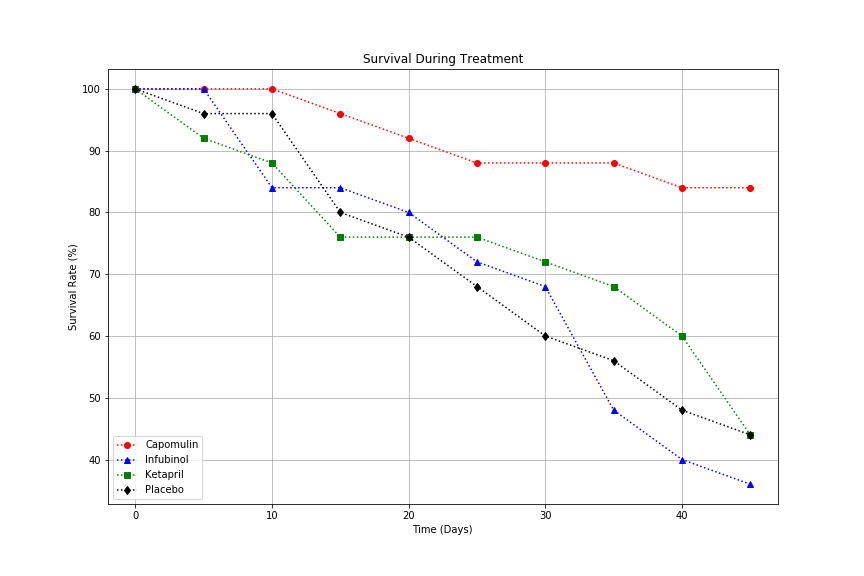 Survival During Treatment
100
90
80
70
60
50
40
Survival Rate (%)
Capomulin
Infubinol
Ketapril
Placebo
0 10 20 30 40
Time (Days)